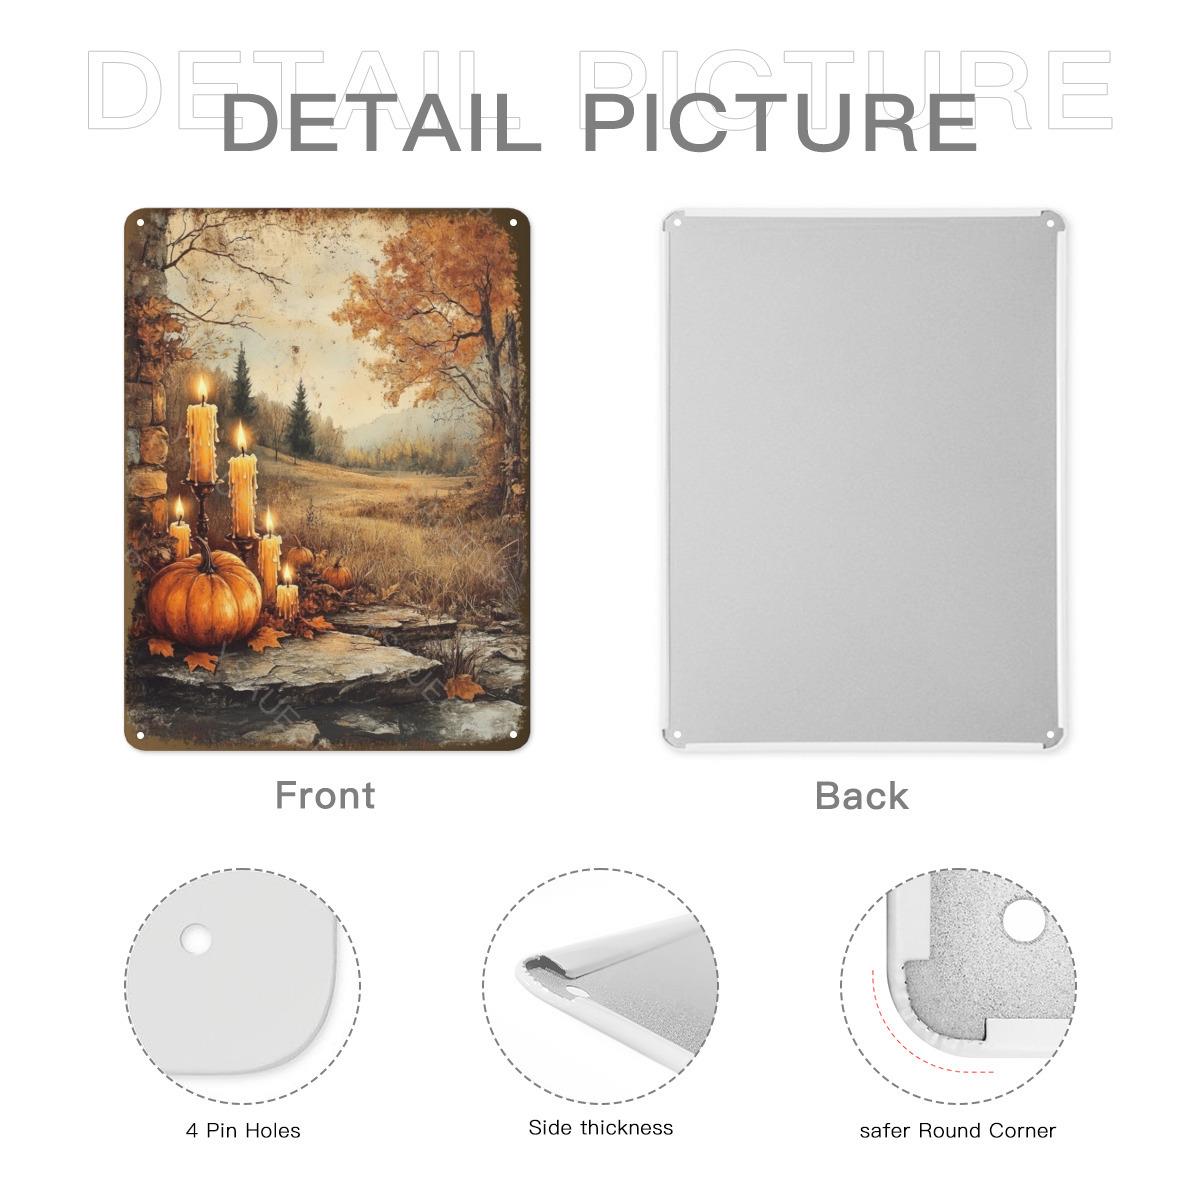 DETAIL PICTURE
DETAIL PICTURE
Front
Back
4 Pin Holes
Side thickness
safer Round Corner